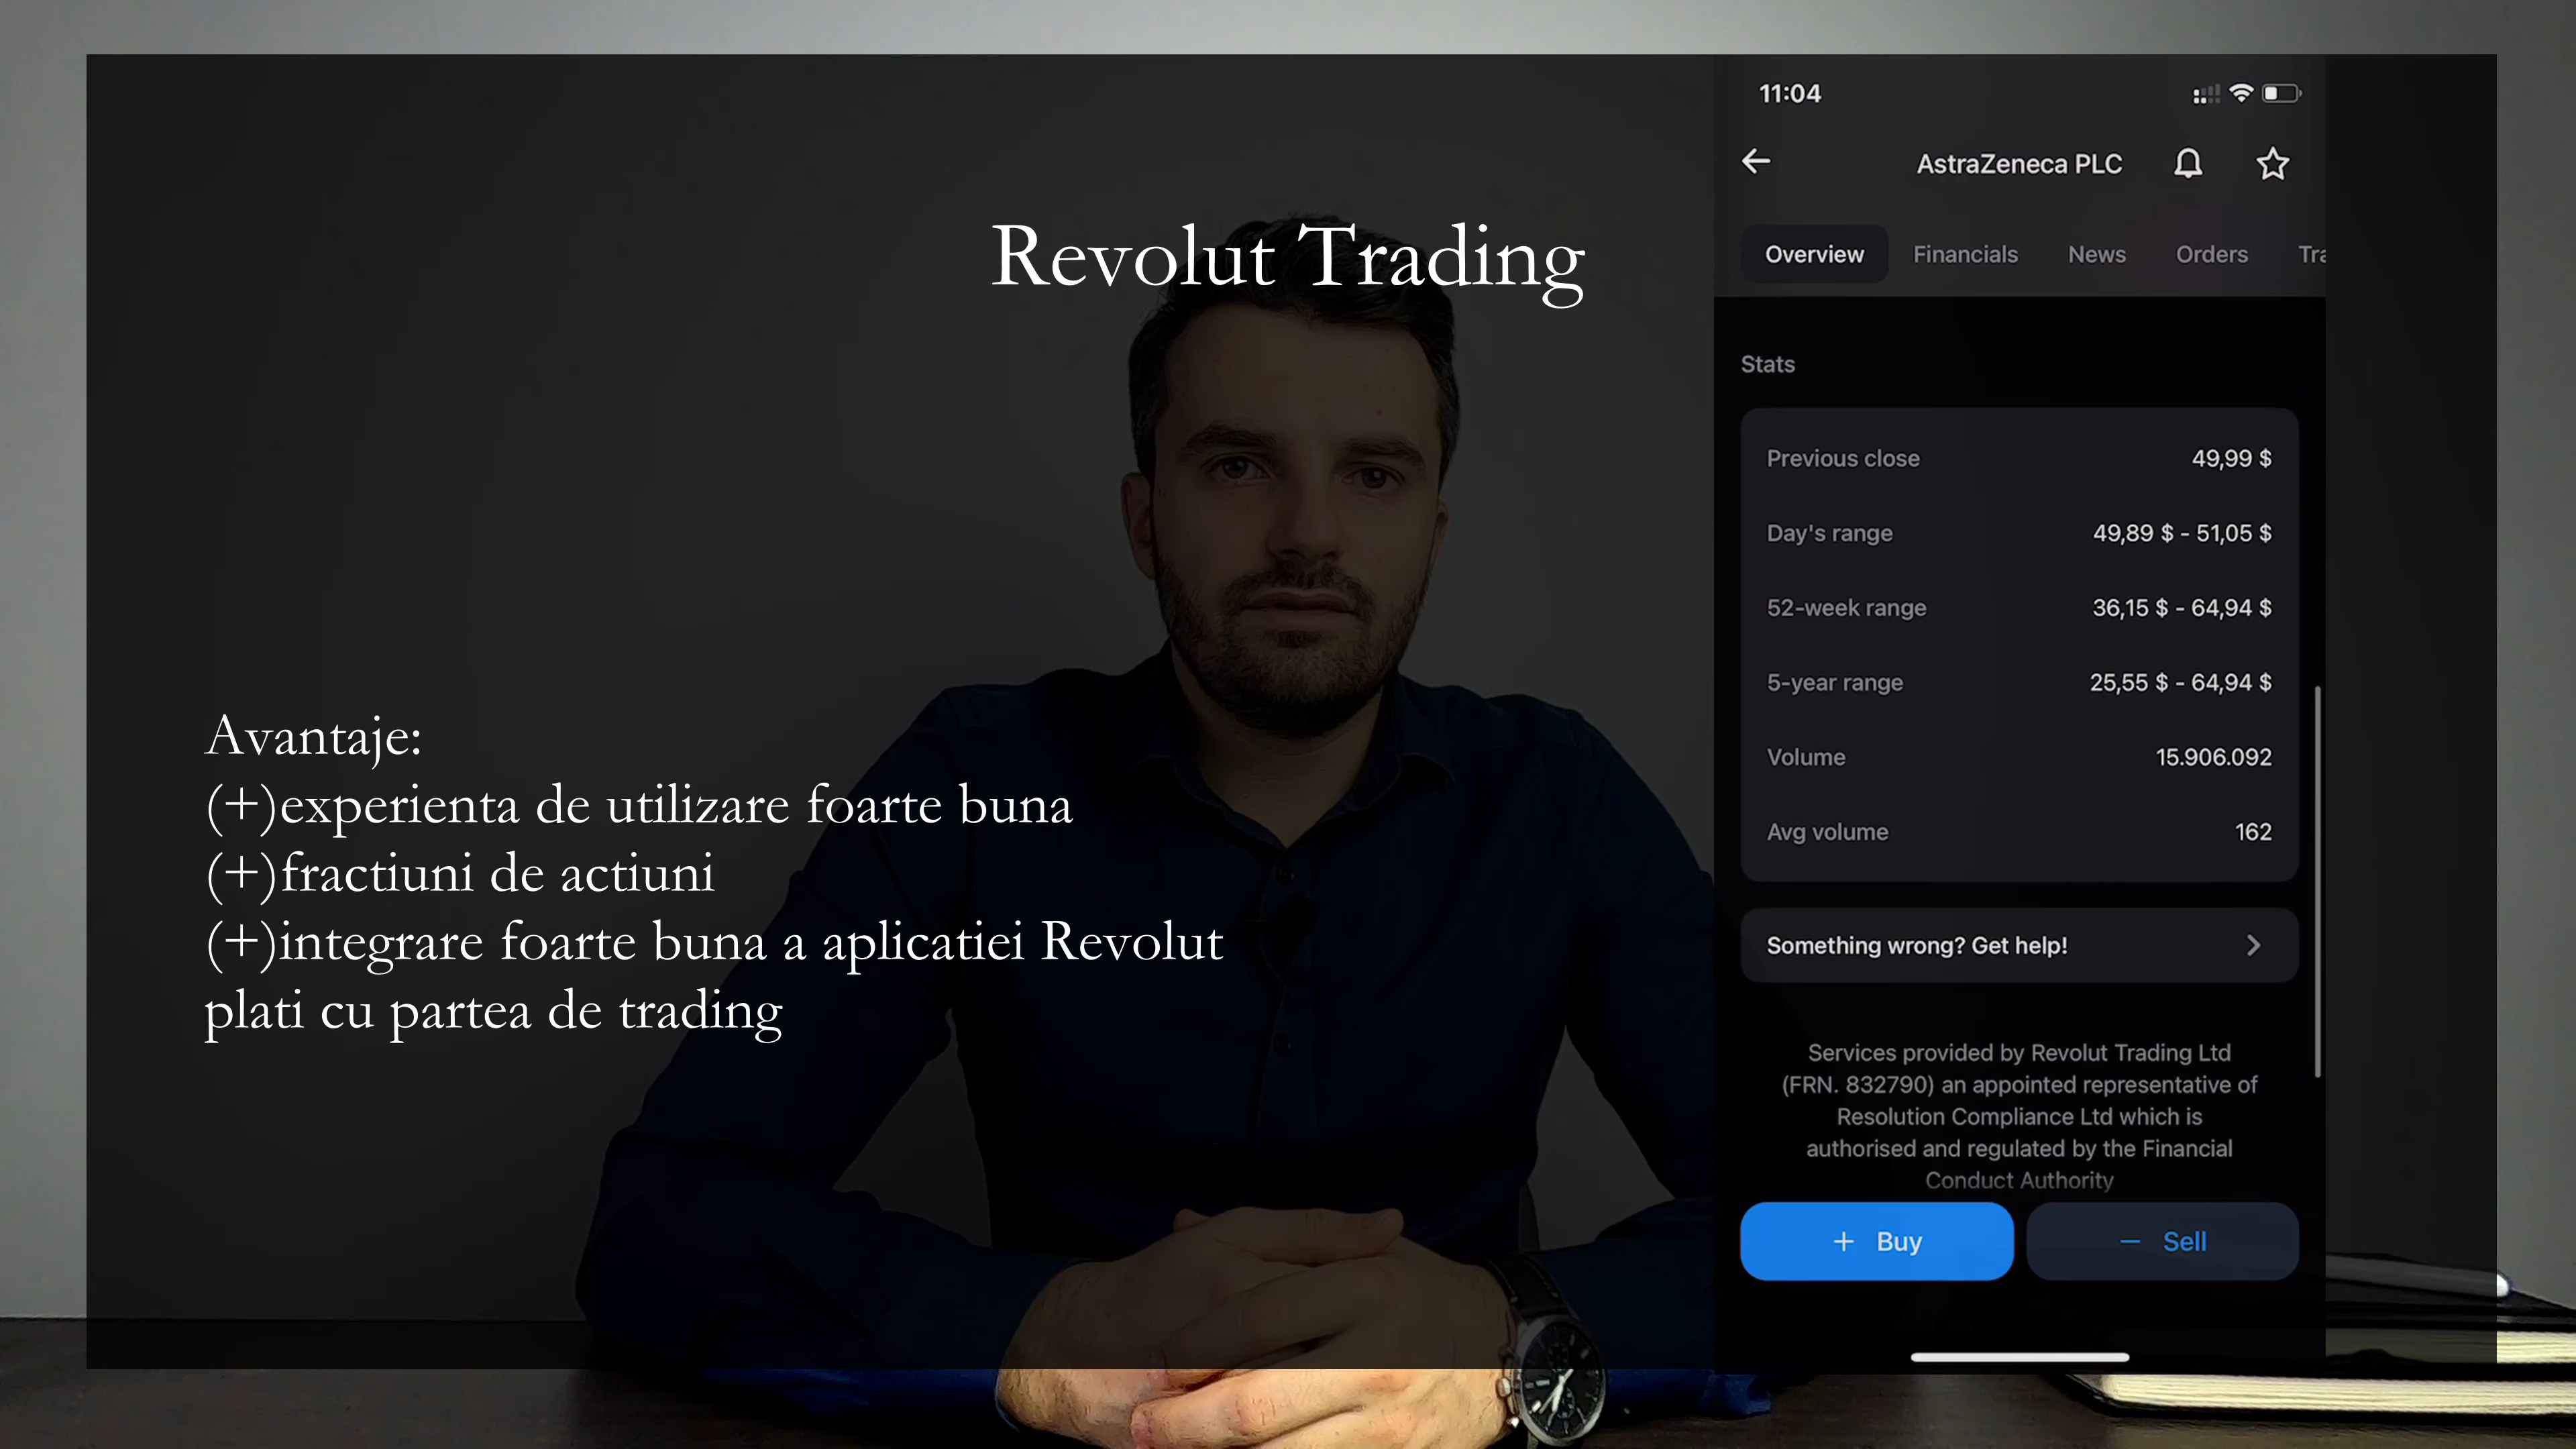 Revolut Trading
Avantaje:
(+)experienta de utilizare foarte buna
(+)fractiuni de actiuni
(+)integrare foarte buna a aplicatiei Revolut
plati cu partea de trading
11:04
AstraZeneca PLC
Overview Financials News Orders Tra
Stats
Previous close 49,99 $
Day's range 49,89 $ - 51,05 $
52-week range 36,15 $ - 64,94 $
5-year range 25,55 $ - 64,94 $
Volume 15.906.092
Avg volume 162
Something wrong? Get help!
Services provided by Revolut Trading Ltd
(FRN. 832790) an appointed representative of
Resolution Compliance Ltd which is
authorised and regulated by the Financial
Conduct Authority
+ Buy
− Sell